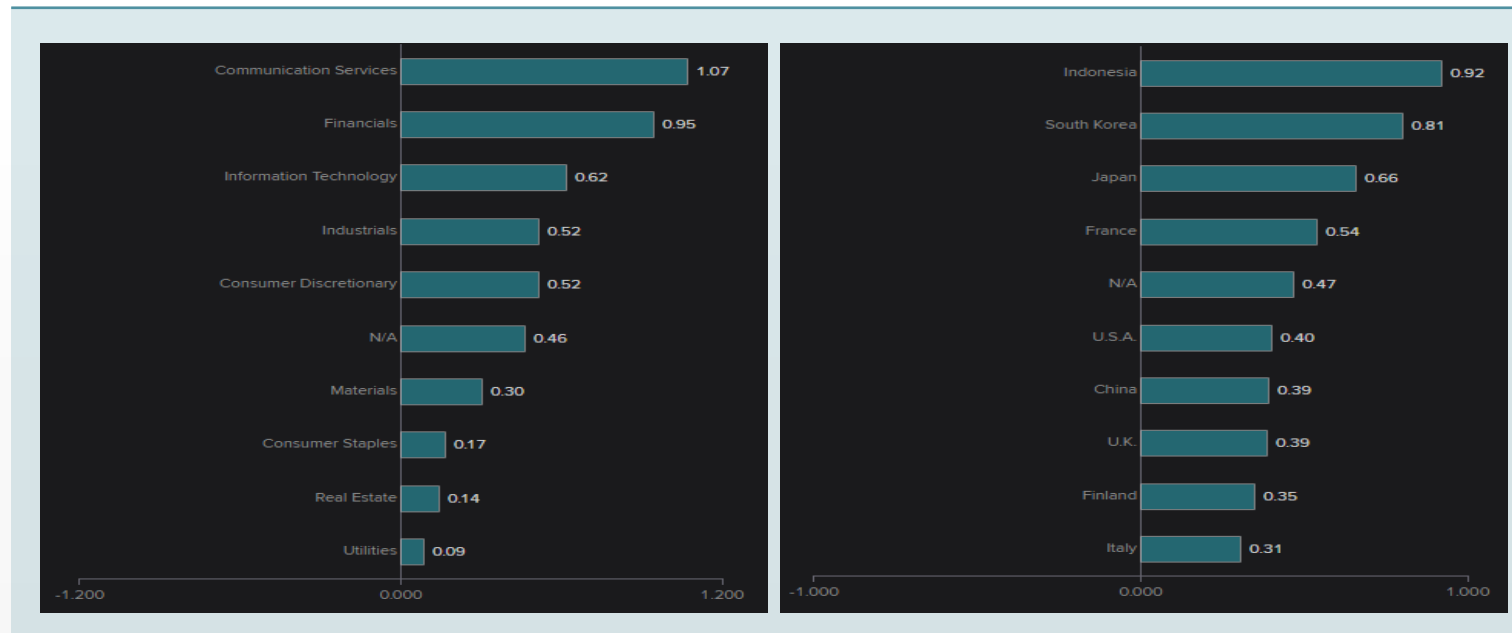 Communication Services 1.07
Financials 0.95
Information Technology 0.62
Industrials 0.52
Consumer Discretionary 0.52
N/A 0.46
Materials 0.30
Consumer Staples 0.17
Real Estate 0.14
Utilities 0.09
-1.200 0.000 1.200
Indonesia 0.92
South Korea 0.81
Japan 0.66
France 0.54
N/A 0.47
U.S.A. 0.40
China 0.39
U.K. 0.39
Finland 0.35
Italy 0.31
-1.000 0.000 1.000